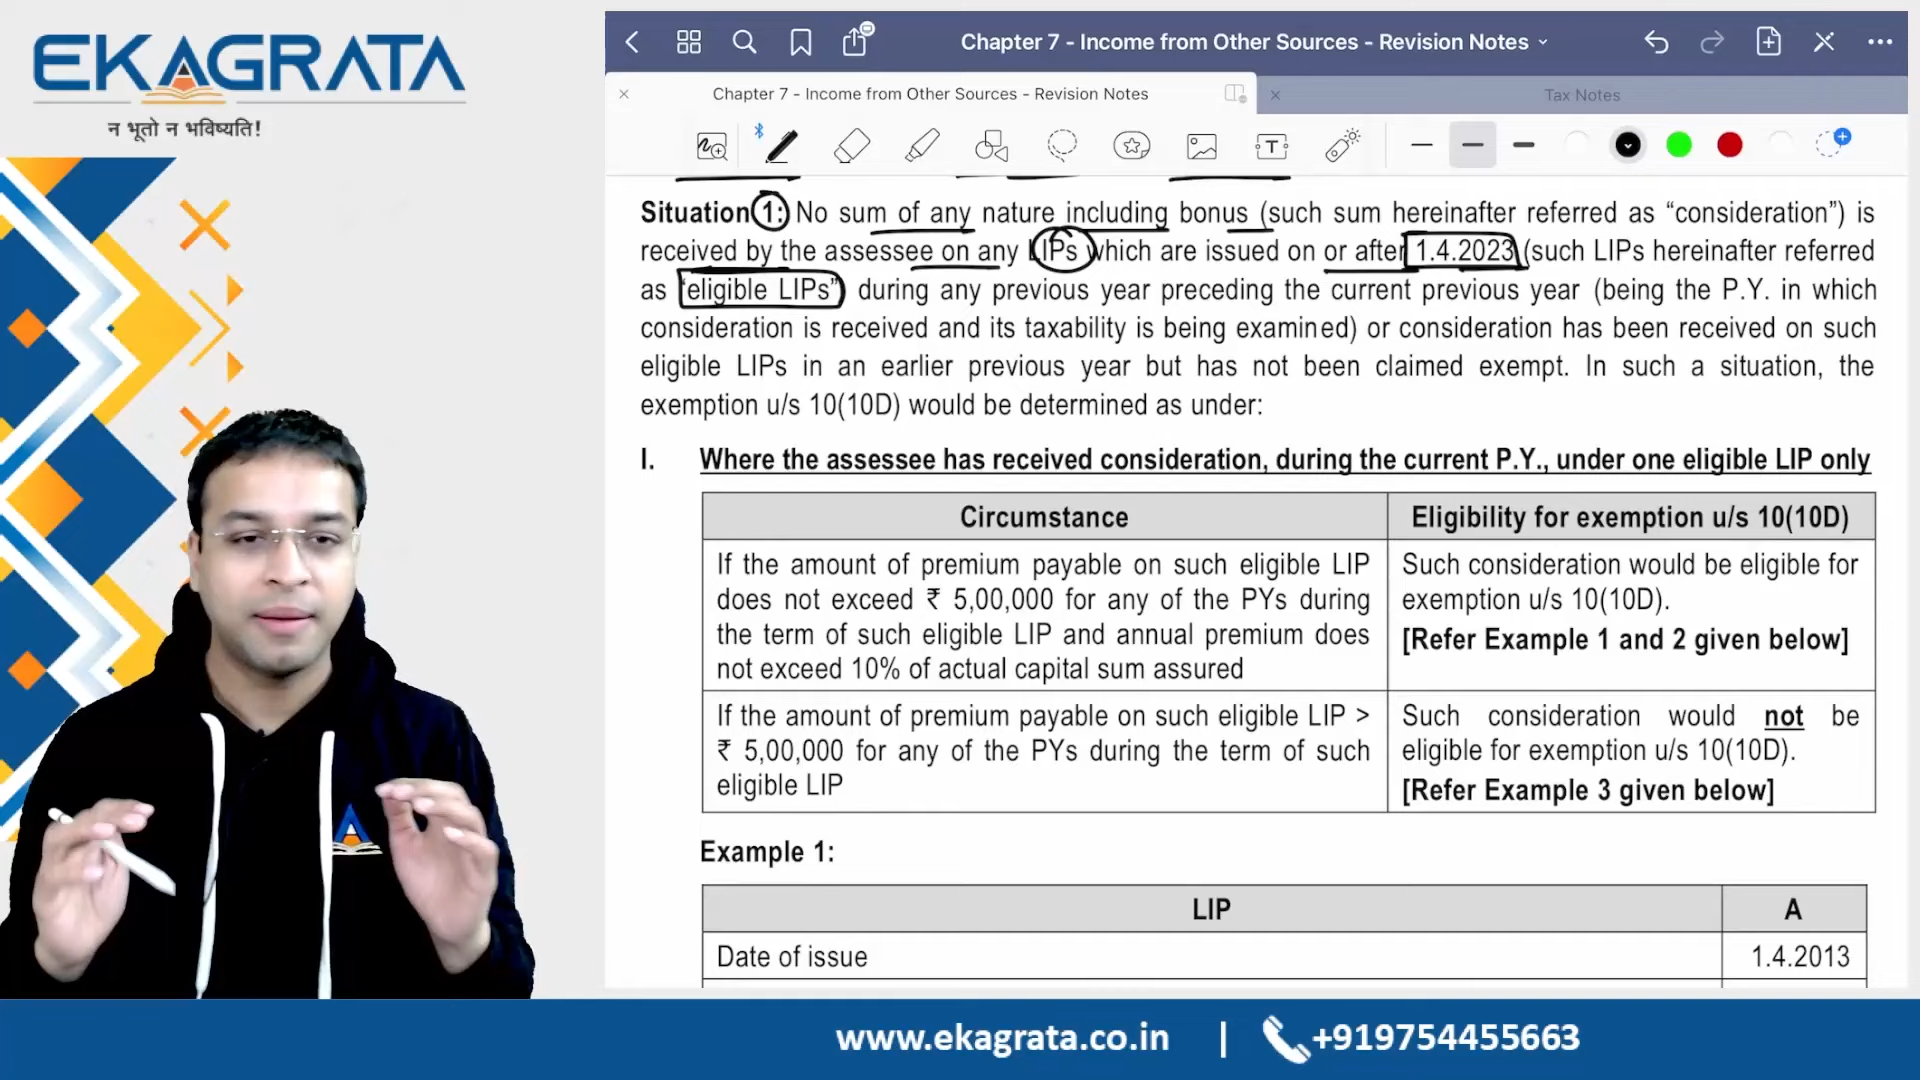 EKAGRATA
न भूतो न भविष्यति!
Chapter 7 - Income from Other Sources - Revision Notes
Chapter 7 - Income from Other Sources - Revision Notes
Tax Notes
Situation 1: No sum of any nature including bonus (such sum hereinafter referred as “consideration”) is
received by the assessee on any LIPs which are issued on or after 1.4.2023 (such LIPs hereinafter referred
as “eligible LIPs” during any previous year preceding the current previous year (being the P.Y. in which
consideration is received and its taxability is being examined) or consideration has been received on such
eligible LIPs in an earlier previous year but has not been claimed exempt. In such a situation, the
exemption u/s 10(10D) would be determined as under:
I. Where the assessee has received consideration, during the current P.Y., under one eligible LIP only
Circumstance
Eligibility for exemption u/s 10(10D)
If the amount of premium payable on such eligible LIP
does not exceed ₹ 5,00,000 for any of the PYs during
the term of such eligible LIP and annual premium does
not exceed 10% of actual capital sum assured
Such consideration would be eligible for
exemption u/s 10(10D).
[Refer Example 1 and 2 given below]
If the amount of premium payable on such eligible LIP >
₹ 5,00,000 for any of the PYs during the term of such
eligible LIP
Such consideration would not be
eligible for exemption u/s 10(10D).
[Refer Example 3 given below]
Example 1:
LIP A
Date of issue 1.4.2013
www.ekagrata.co.in | +919754455663